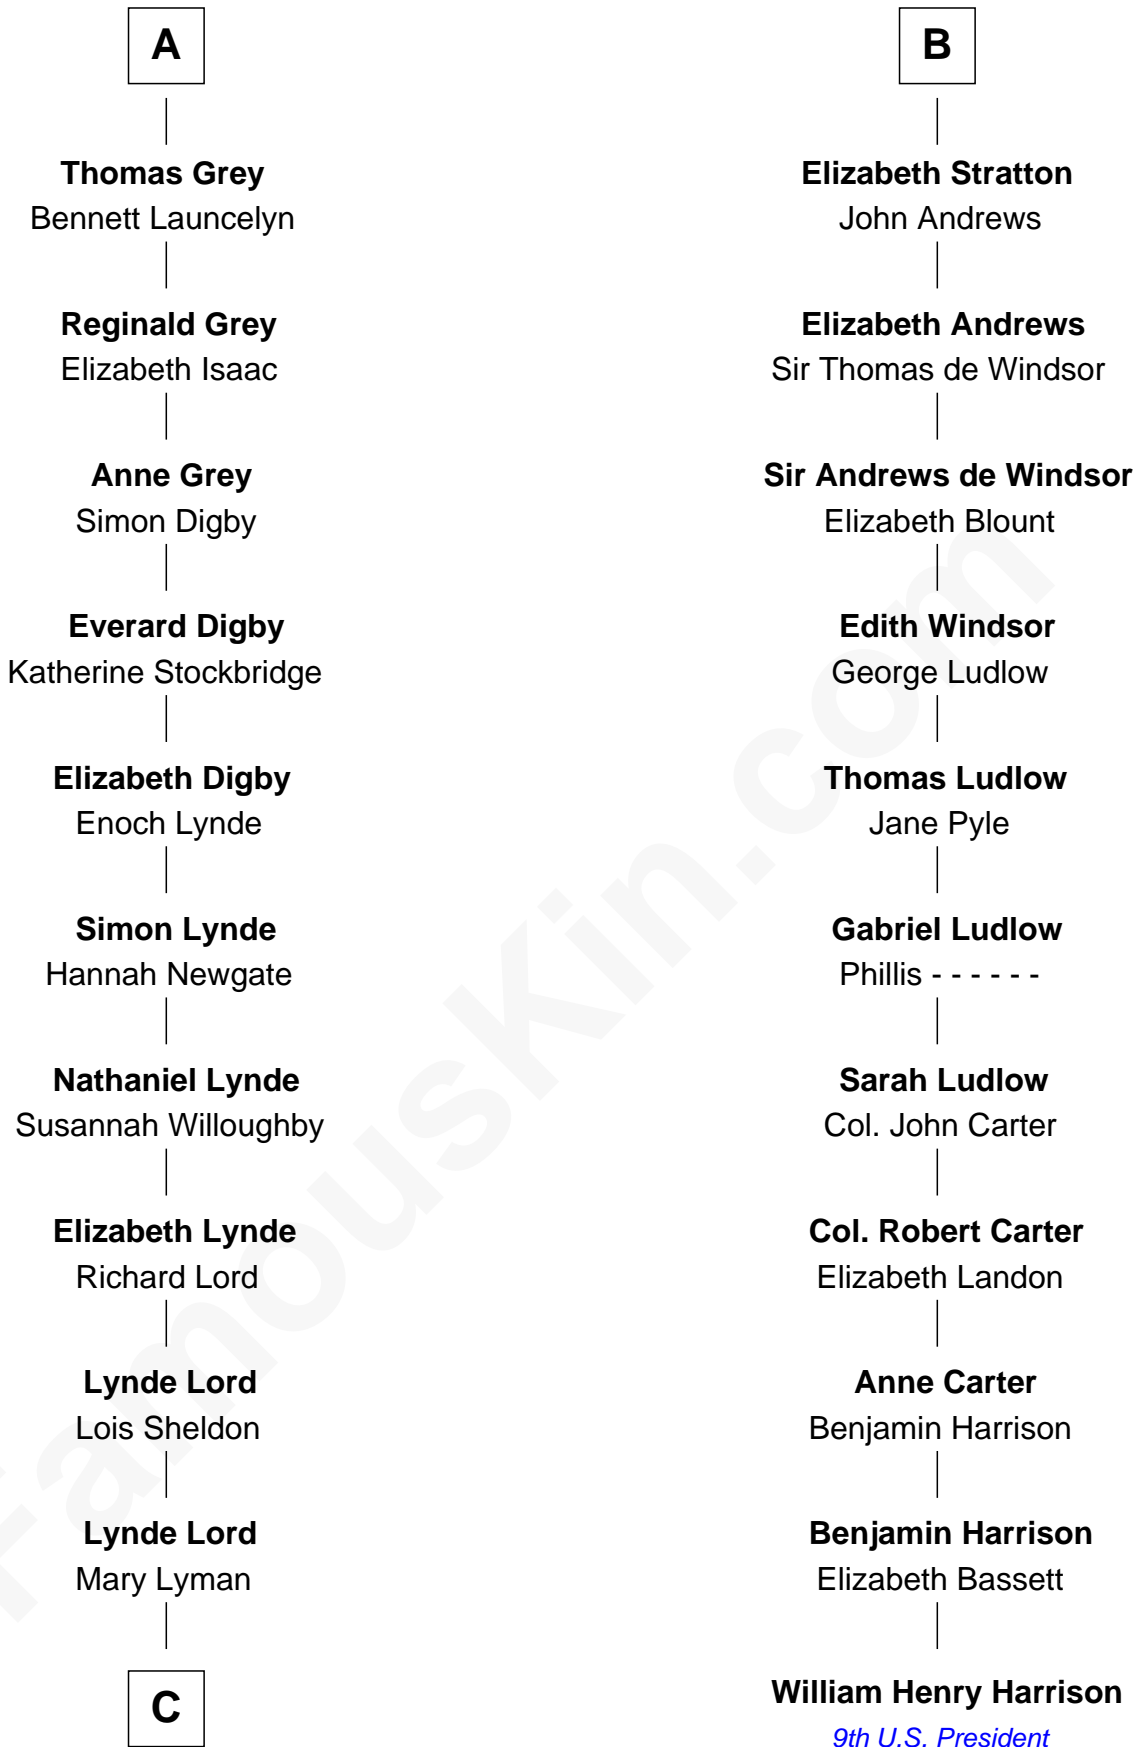 A
Thomas Grey
Bennett Launcelyn
Reginald Grey
Elizabeth Isaac
Anne Grey
Simon Digby
Everard Digby
Katherine Stockbridge
Elizabeth Digby
Enoch Lynde
Simon Lynde
Hannah Newgate
Nathaniel Lynde
Susannah Willoughby
Elizabeth Lynde
Richard Lord
Lynde Lord
Lois Sheldon
Lynde Lord
Mary Lyman
C
B
Elizabeth Stratton
John Andrews
Elizabeth Andrews
Sir Thomas de Windsor
Sir Andrews de Windsor
Elizabeth Blount
Edith Windsor
George Ludlow
Thomas Ludlow
Jane Pyle
Gabriel Ludlow
Phillis - - - - - -
Sarah Ludlow
Col. John Carter
Col. Robert Carter
Elizabeth Landon
Anne Carter
Benjamin Harrison
Benjamin Harrison
Elizabeth Bassett
William Henry Harrison
9th U.S. President
FamousKin.com